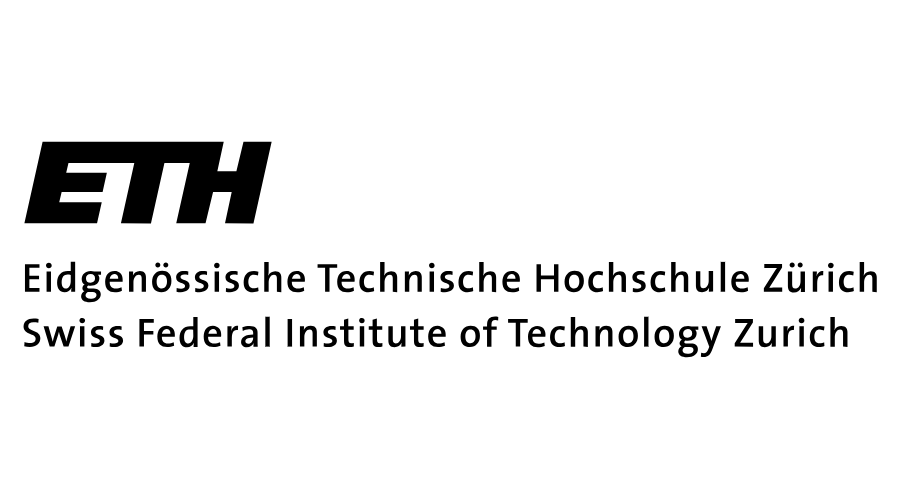 ETH
Eidgenössische Technische Hochschule Zürich
Swiss Federal Institute of Technology Zurich